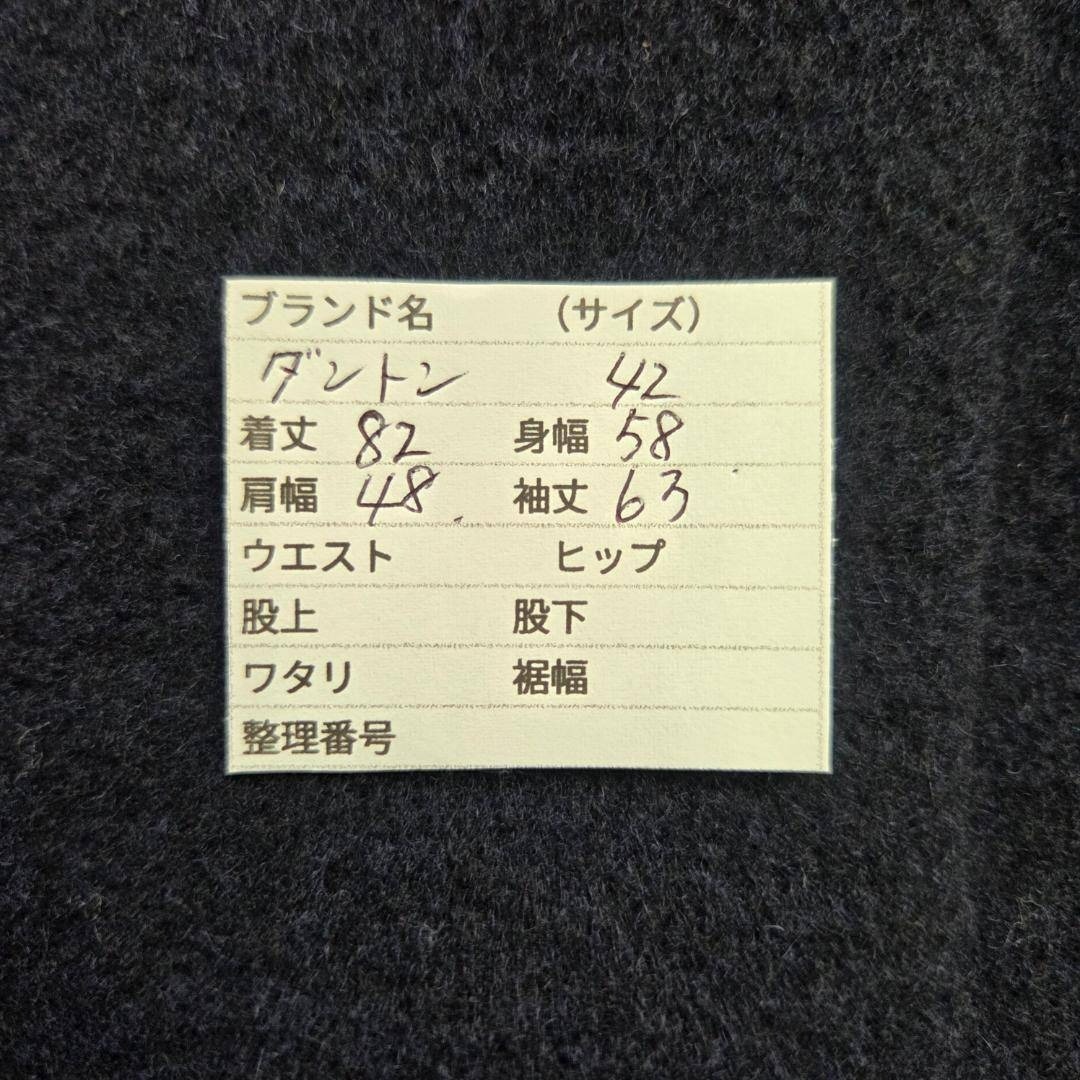 ブランド名 (サイズ)
ダントン 42
着丈 82 身幅 58
肩幅 48 袖丈 63
ウエスト ヒップ
股上 股下
ワタリ 裾幅
整理番号